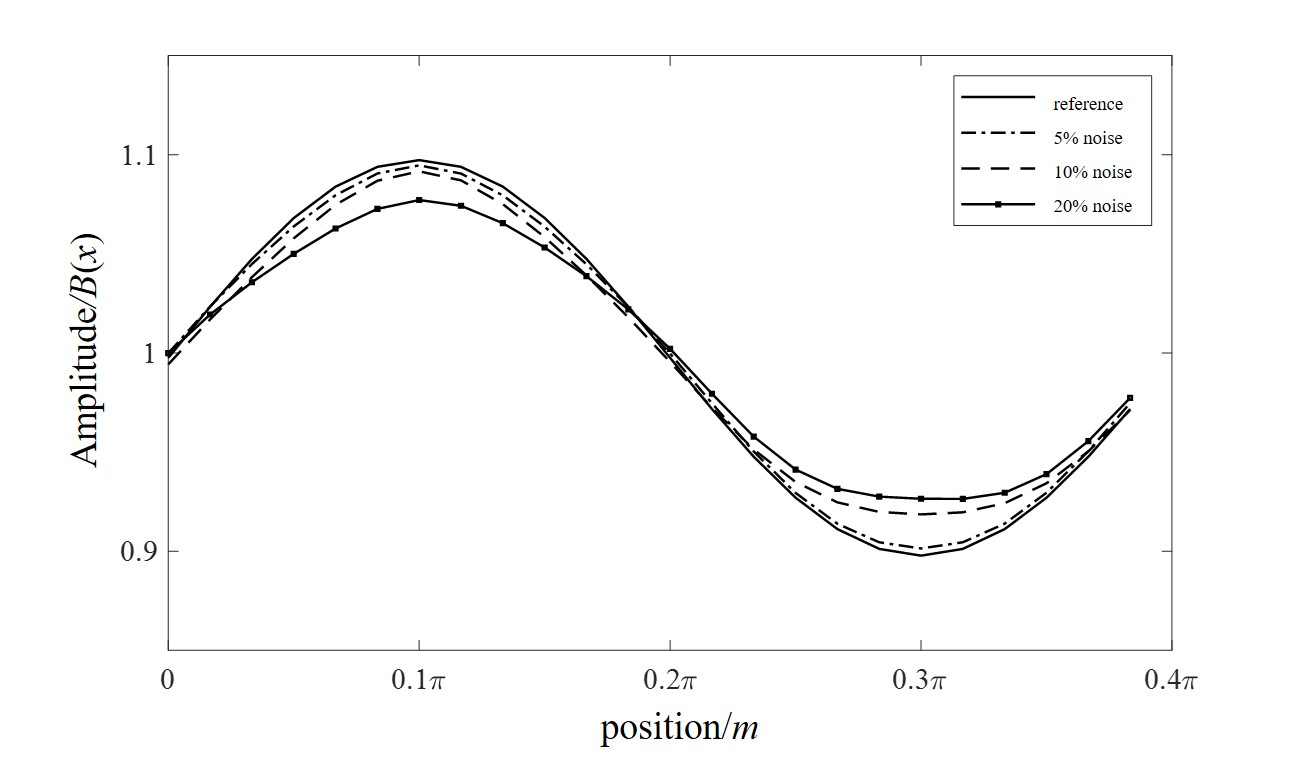 reference
5% noise
10% noise
20% noise
1.1
1
0.9
Amplitude/B(x)
0
0.1π
0.2π
0.3π
0.4π
position/m